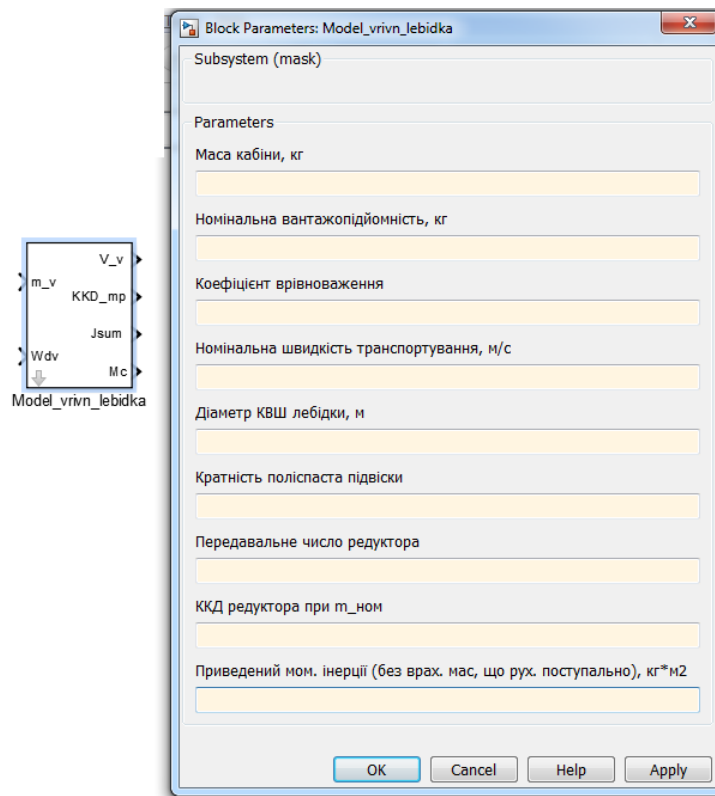 Block Parameters: Model_vrivn_lebidka
Subsystem (mask)
Parameters
Маса кабіни, кг
Номінальна вантажопідйомність, кг
Коефіцієнт врівноваження
Номінальна швидкість транспортування, м/с
Діаметр КВШ лебідки, м
Кратність поліспаста підвіски
Передавальне число редуктора
ККД редуктора при m_ном
Приведений мом. інерції (без врах. мас, що рух. поступально), кг*м2
OK Cancel Help Apply
V_v
m_v
KKD_mp
Jsum
Wdv
Mc
Model_vrivn_lebidka